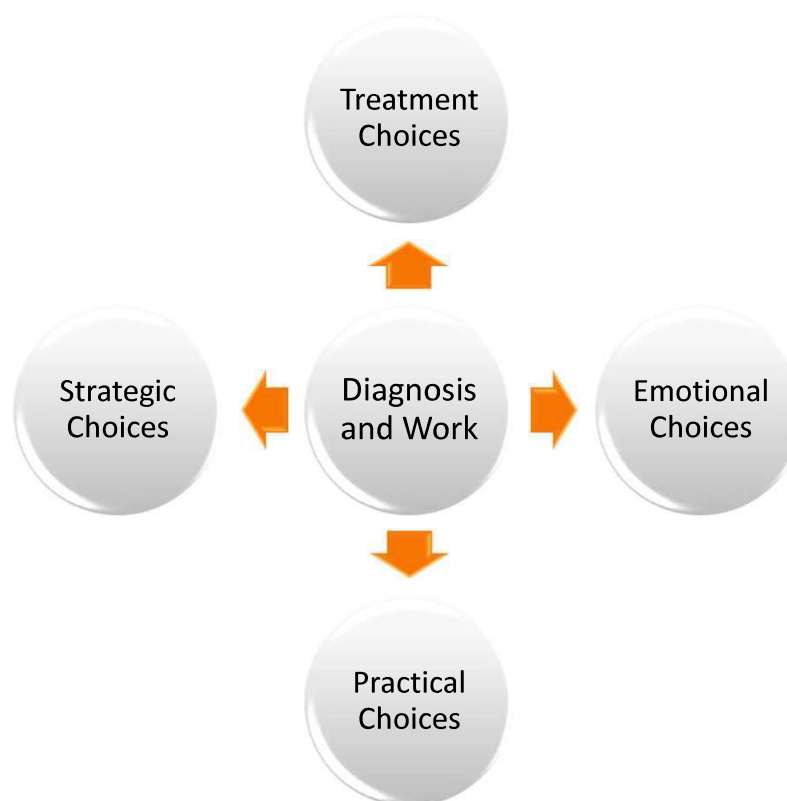 Treatment
Choices
Strategic
Choices
Diagnosis
and Work
Emotional
Choices
Practical
Choices